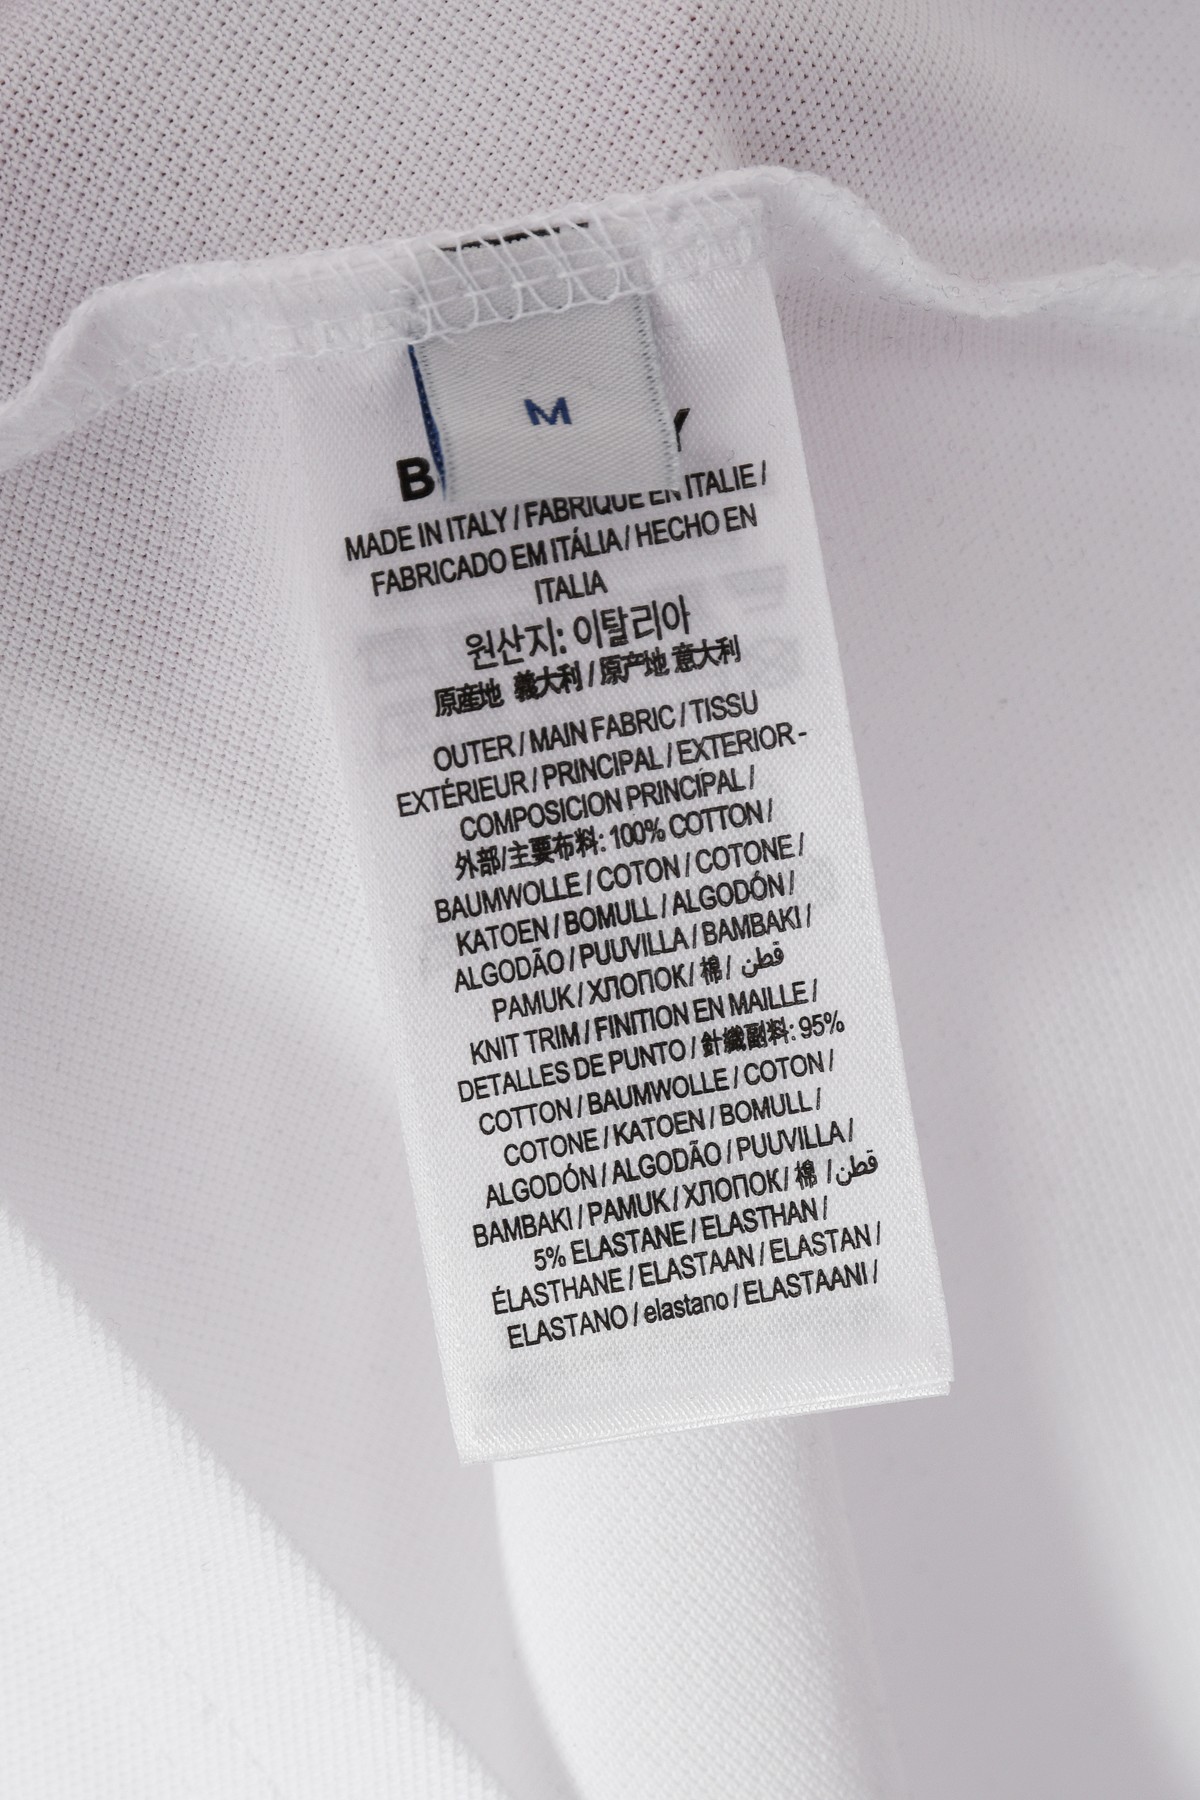 M
MADE IN ITALY / FABRIQUÉ EN ITALIE /
FABRICADO EM ITÁLIA / HECHO EN
ITALIA
원산지: 이탈리아
原産地 義大利 / 原产地 意大利
OUTER / MAIN FABRIC / TISSU
EXTÉRIEUR / PRINCIPAL / EXTERIOR -
COMPOSICION PRINCIPAL /
外部/主要布料: 100% COTTON /
BAUMWOLLE / COTON / COTONE /
KATOEN / BOMULL / ALGODÓN /
ALGODÃO / PUUVILLA / BAMBAKI /
PAMUK / ХЛОПОК / 棉 / قطن
KNIT TRIM / FINITION EN MAILLE /
DETALLES DE PUNTO / 針織副料: 95%
COTTON / BAUMWOLLE / COTON /
COTONE / KATOEN / BOMULL /
ALGODÓN / ALGODÃO / PUUVILLA /
BAMBAKI / PAMUK / ХЛОПОК / 棉 / قطن
5% ELASTANE / ELASTHAN /
ÉLASTHANE / ELASTAAN / ELASTAN /
ELASTANO / elastano / ELASTAANI /